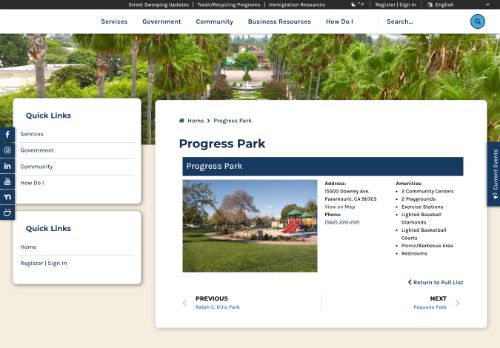 Street Sweeping Updates | Trash/Recycling Programs | Immigration Resources
° F | Register | Sign In
English
Services Government Community Business Resources How Do I Search...
Quick Links
Services
Government
Community
How Do I
Quick Links
Home
Register | Sign In
Home > Progress Park
Progress Park
Progress Park
Address:
15500 Downey Ave.
Paramount, CA 90723
View on Map
Phone:
(562) 220-2121
Amenities:
• 2 Community Centers
• 2 Playgrounds
• Exercise Stations
• Lighted Baseball
Diamonds
• Lighted Basketball
Courts
• Picnic/Barbecue Area
• Restrooms
Return to Full List
PREVIOUS
Ralph C. Dills Park
NEXT
Pequeno Park
Current Events